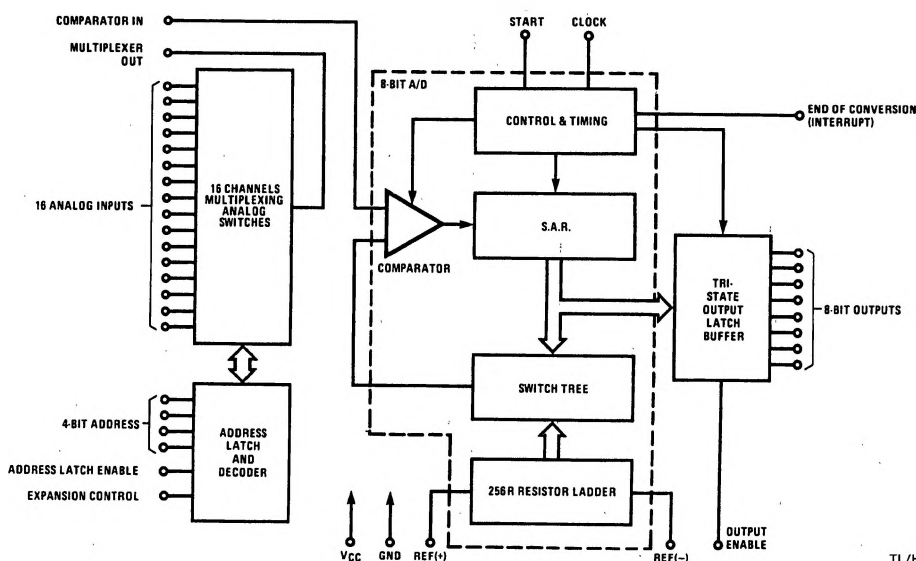 START
CLOCK
COMPARATOR IN
MULTIPLEXER
OUT
8-BIT A/D
CONTROL & TIMING
END OF CONVERSION
(INTERRUPT)
16 ANALOG INPUTS
16 CHANNELS
MULTIPLEXING
ANALOG
SWITCHES
S.A.R.
COMPARATOR
TRI-
STATE
OUTPUT
LATCH
BUFFER
8-BIT OUTPUTS
SWITCH TREE
4-BIT ADDRESS
ADDRESS
LATCH
AND
DECODER
ADDRESS LATCH ENABLE
EXPANSION CONTROL
256R RESISTOR LADDER
VCC
GND
REF(+)
REF(−)
OUTPUT
ENABLE